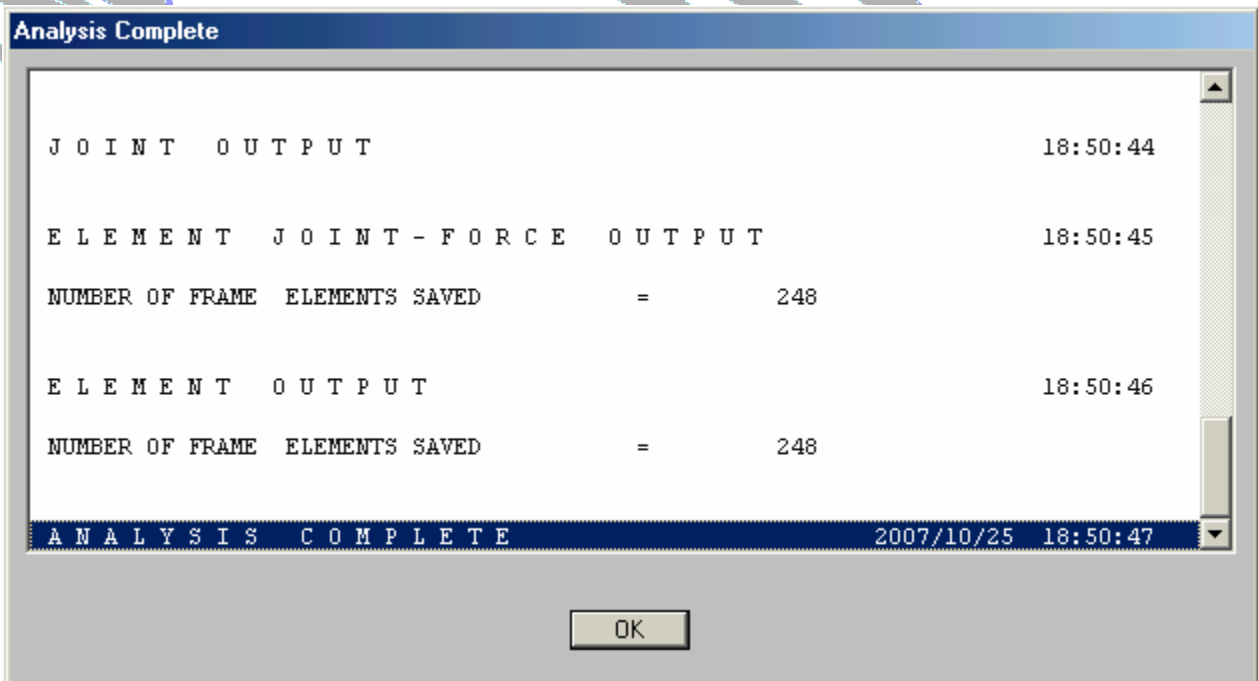 Analysis Complete
J O I N T   O U T P U T   18:50:44
E L E M E N T   J O I N T - F O R C E   O U T P U T   18:50:45
NUMBER OF FRAME  ELEMENTS SAVED   =   248
E L E M E N T   O U T P U T   18:50:46
NUMBER OF FRAME  ELEMENTS SAVED   =   248
A N A L Y S I S   C O M P L E T E   2007/10/25  18:50:47
OK